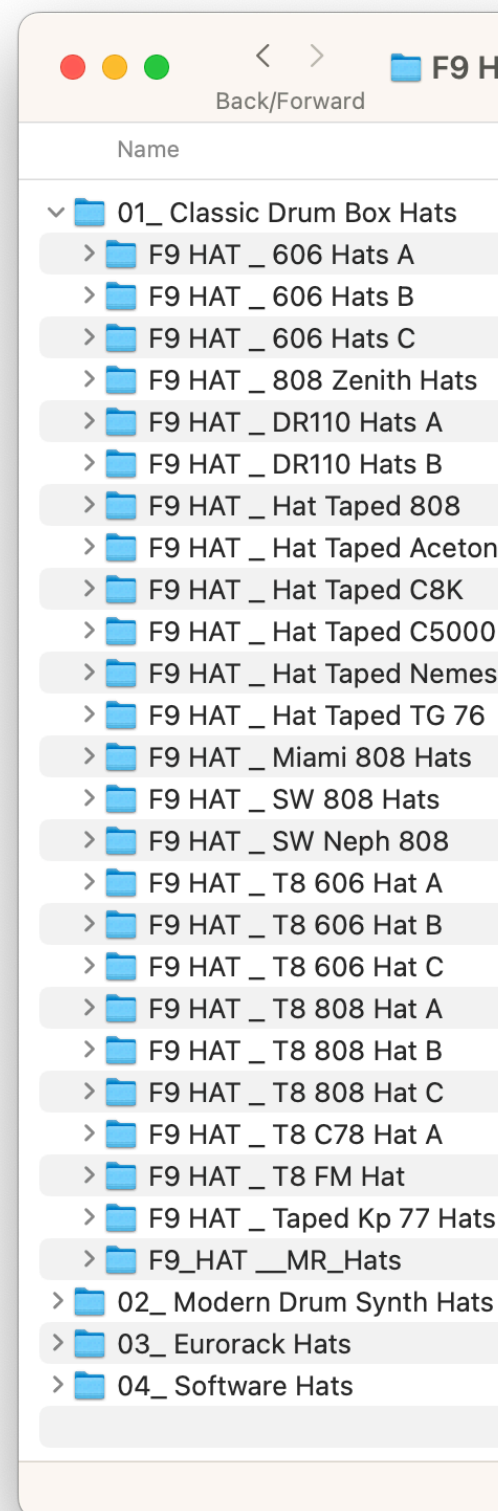 F9 H
Back/Forward
Name
01_ Classic Drum Box Hats
F9 HAT _ 606 Hats A
F9 HAT _ 606 Hats B
F9 HAT _ 606 Hats C
F9 HAT _ 808 Zenith Hats
F9 HAT _ DR110 Hats A
F9 HAT _ DR110 Hats B
F9 HAT _ Hat Taped 808
F9 HAT _ Hat Taped Aceton
F9 HAT _ Hat Taped C8K
F9 HAT _ Hat Taped C5000
F9 HAT _ Hat Taped Nemes
F9 HAT _ Hat Taped TG 76
F9 HAT _ Miami 808 Hats
F9 HAT _ SW 808 Hats
F9 HAT _ SW Neph 808
F9 HAT _ T8 606 Hat A
F9 HAT _ T8 606 Hat B
F9 HAT _ T8 606 Hat C
F9 HAT _ T8 808 Hat A
F9 HAT _ T8 808 Hat B
F9 HAT _ T8 808 Hat C
F9 HAT _ T8 C78 Hat A
F9 HAT _ T8 FM Hat
F9 HAT _ Taped Kp 77 Hats
F9_HAT __MR_Hats
02_ Modern Drum Synth Hats
03_ Eurorack Hats
04_ Software Hats